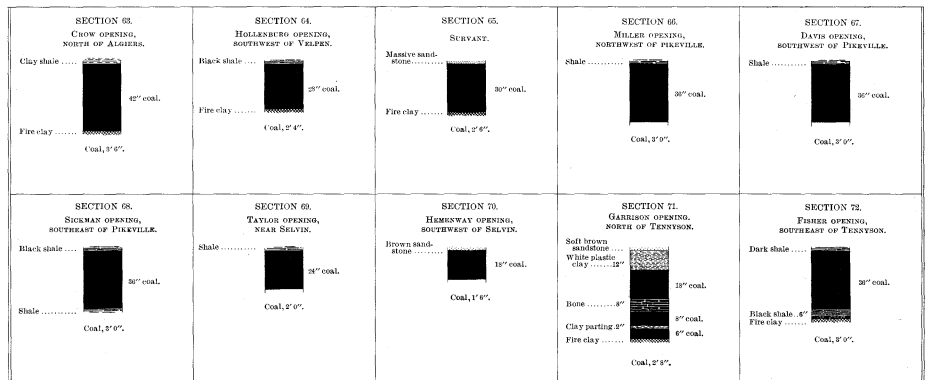 SECTION 63.
CROW OPENING,
NORTH OF ALGIERS.
Clay shale .....
42″ coal.
Fire clay ........
Coal, 3′ 6″.
SECTION 64.
HOLLENBURG OPENING,
SOUTHWEST OF VELPEN.
Black shale ....
28″ coal.
Fire clay ........
Coal, 2′ 4″.
SECTION 65.
SURVANT.
Massive sand-
stone ........
30″ coal.
Fire clay ........
Coal, 2′ 6″.
SECTION 66.
MILLER OPENING,
NORTHWEST OF PIKEVILLE.
Shale ........
36″ coal.
Coal, 3′ 0″.
SECTION 67.
DAVIS OPENING,
SOUTHWEST OF PIKEVILLE.
Shale ........
36″ coal.
Coal, 3′ 0″.
SECTION 68.
SICKMAN OPENING,
SOUTHEAST OF PIKEVILLE.
Black shale ....
36″ coal.
Shale ........
Coal, 3′ 0″.
SECTION 69.
TAYLOR OPENING,
NEAR SELVIN.
Shale ........
24″ coal.
Coal, 2′ 0″.
SECTION 70.
HEMENWAY OPENING,
SOUTHWEST OF SELVIN.
Brown sand-
stone ........
18″ coal.
Coal, 1′ 6″.
SECTION 71.
GARRISON OPENING.
NORTH OF TENNYSON.
Soft brown
sandstone ......
White plastic
clay ......12″
18″ coal.
Bone ........8″
8″ coal.
Clay parting.2″
6″ coal.
Fire clay ......
Coal, 2′ 8″.
SECTION 72.
FISHER OPENING,
SOUTHEAST OF TENNYSON.
Dark shale ....
36″ coal.
Black shale..6″
Fire clay ......
Coal, 3′ 0″.